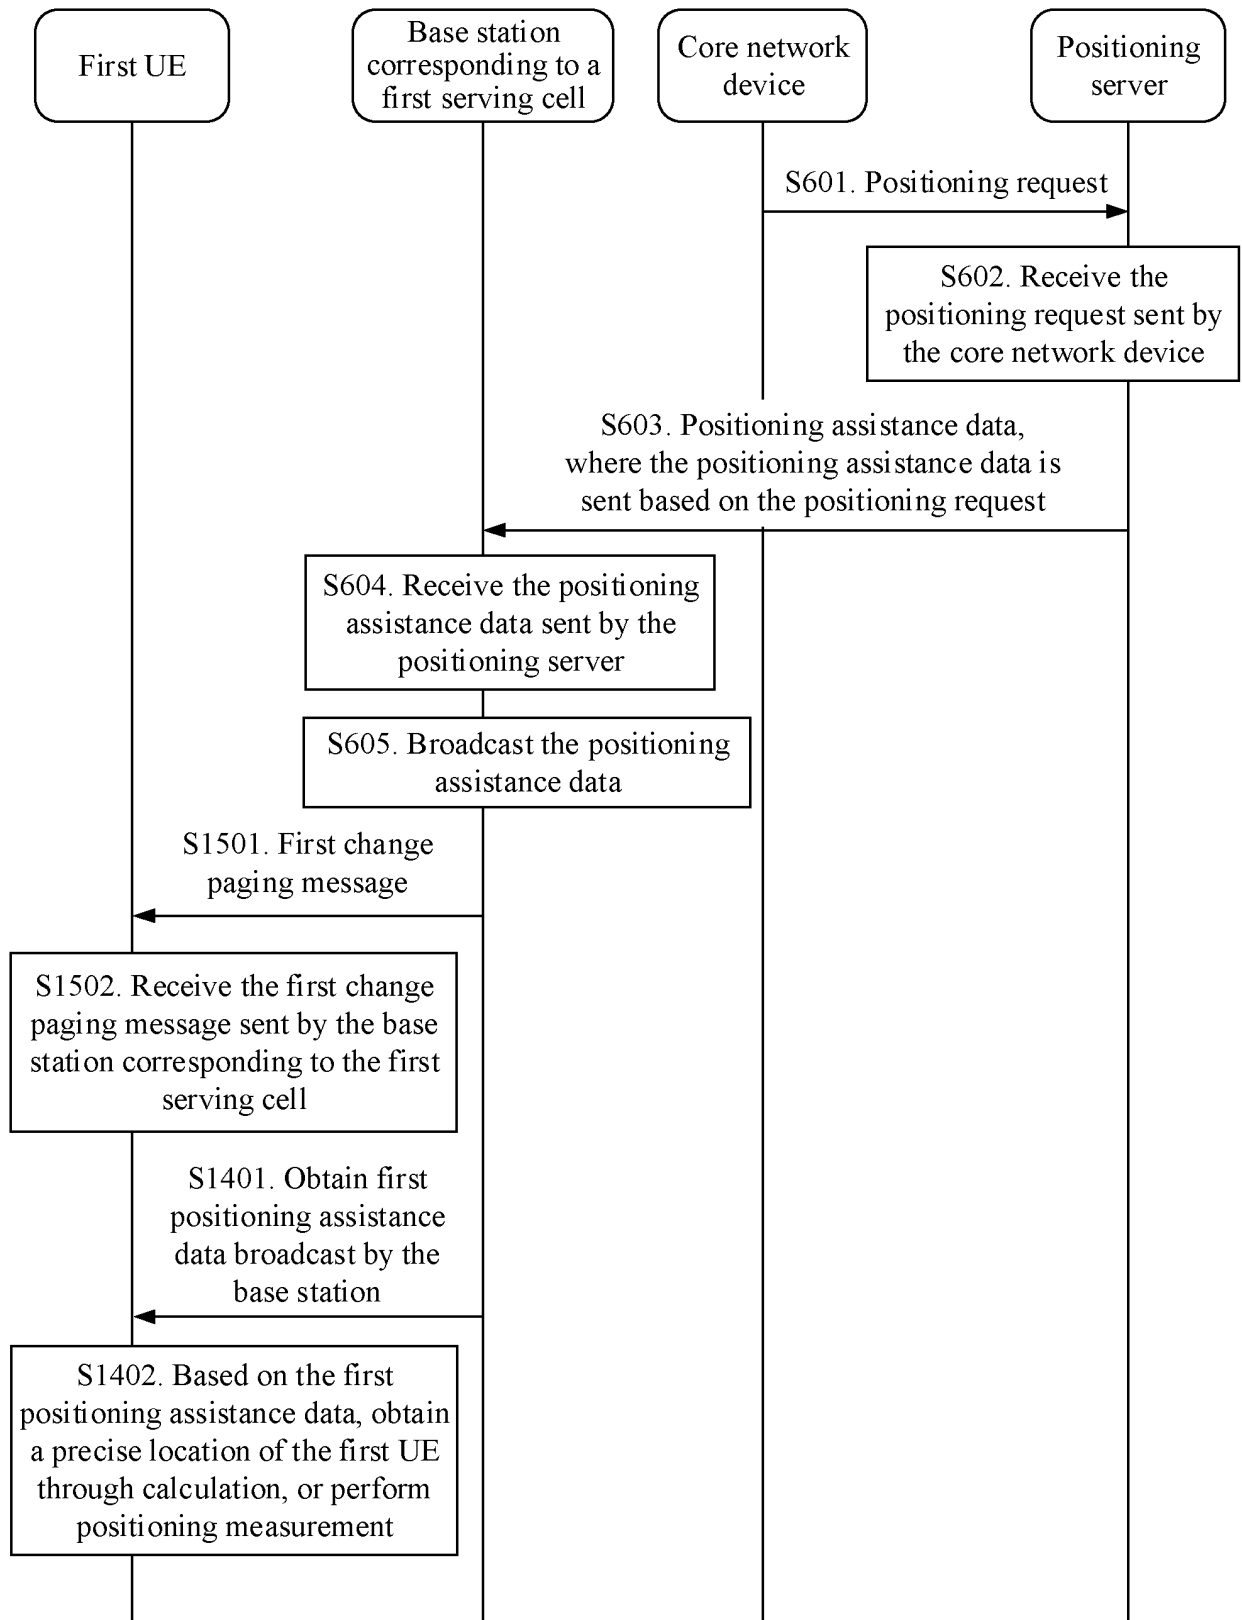 First UE
Base station
corresponding to a
first serving cell
Core network
device
Positioning
server
S601. Positioning request
S602. Receive the
positioning request sent by
the core network device
S603. Positioning assistance data,
where the positioning assistance data is
sent based on the positioning request
S604. Receive the positioning
assistance data sent by the
positioning server
S605. Broadcast the positioning
assistance data
S1501. First change
paging message
S1502. Receive the first change
paging message sent by the base
station corresponding to the first
serving cell
S1401. Obtain first
positioning assistance
data broadcast by the
base station
S1402. Based on the first
positioning assistance data, obtain
a precise location of the first UE
through calculation, or perform
positioning measurement